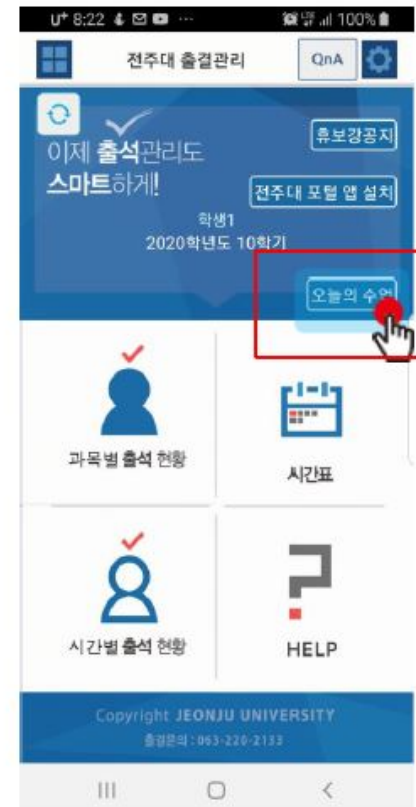 U+ 8:22 ··· 100%
전주대 출결관리
QnA
휴보강공지
이제 출석관리도
스마트하게!
전주대 포털 앱 설치
학생1
2020학년도 10학기
오늘의 수업
과목별 출석 현황
시간표
시간별 출석 현황
HELP
Copyright JEONJU UNIVERSITY
출결문의 : 063-220-2133